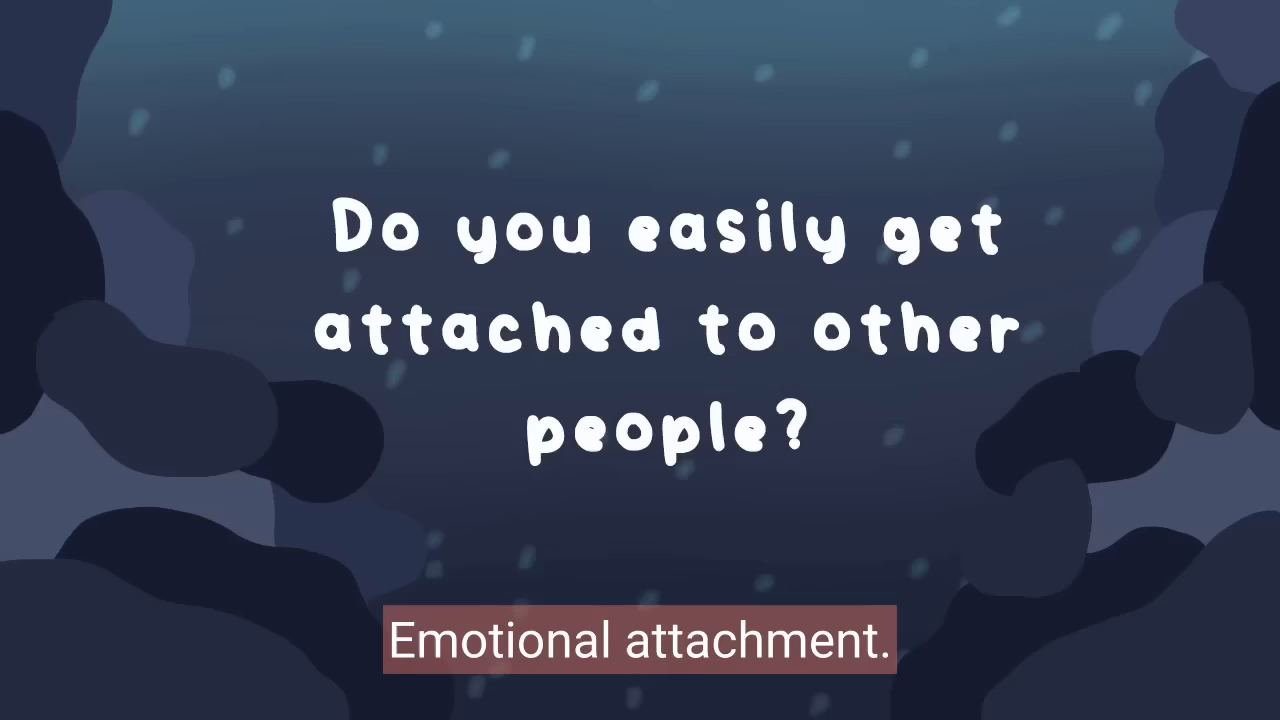 Do you easily get
attached to other
people?
Emotional attachment.